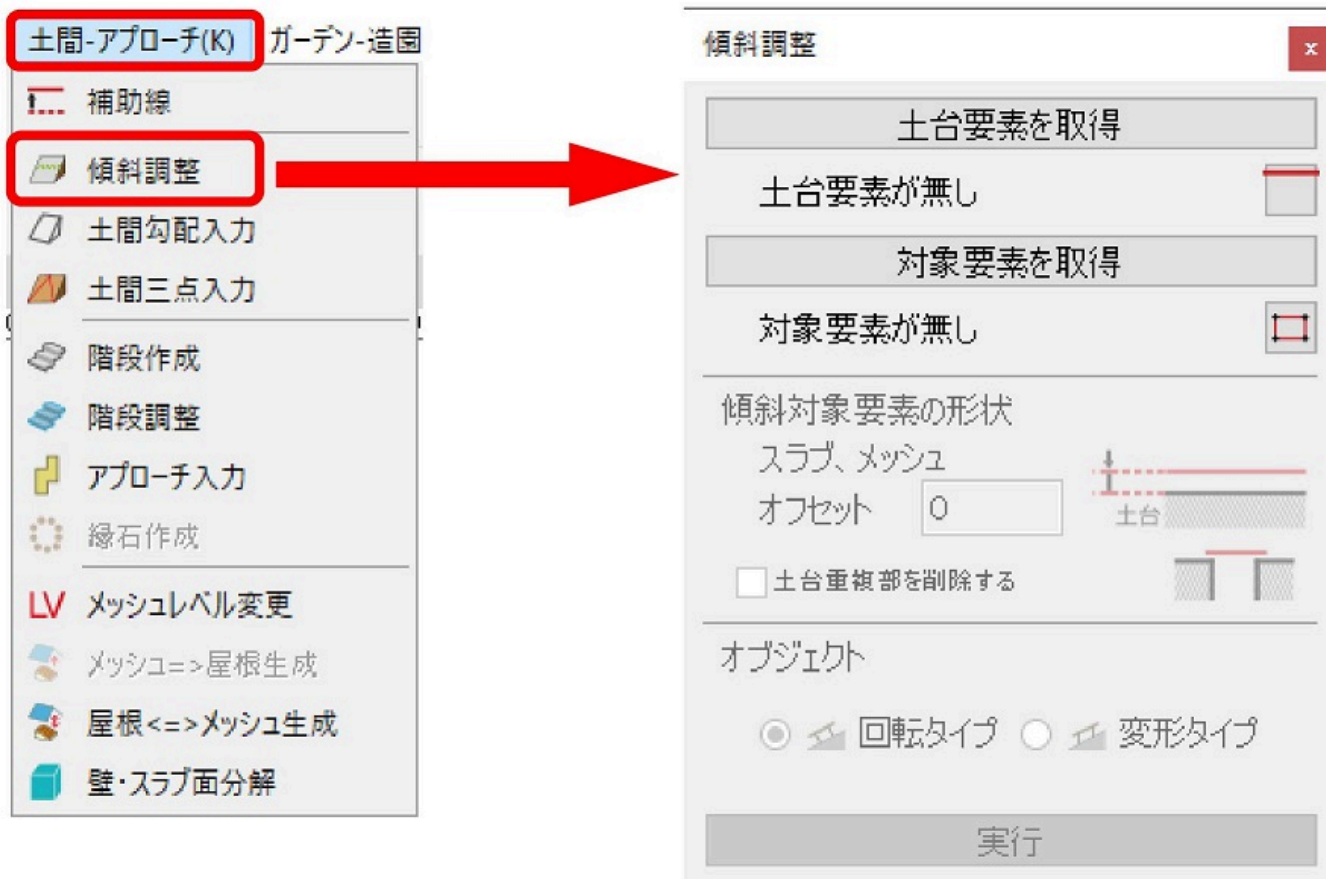 土間-アプローチ(K) ガーデン-造園
補助線
傾斜調整
土間勾配入力
土間三点入力
階段作成
階段調整
アプローチ入力
縁石作成
LV メッシュレベル変更
メッシュ=>屋根生成
屋根<=>メッシュ生成
壁・スラブ面分解
傾斜調整
x
土台要素を取得
土台要素が無し
対象要素を取得
対象要素が無し
傾斜対象要素の形状
スラブ、メッシュ
オフセット 0
土台
土台重複部を削除する
オブジェクト
回転タイプ 変形タイプ
実行